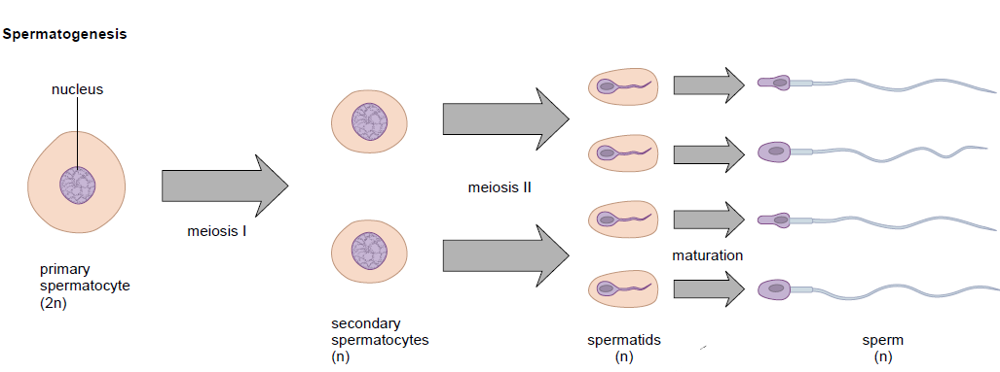 Spermatogenesis
nucleus
meiosis I
primary
spermatocyte
(2n)
meiosis II
secondary
spermatocytes
(n)
maturation
spermatids
(n)
sperm
(n)